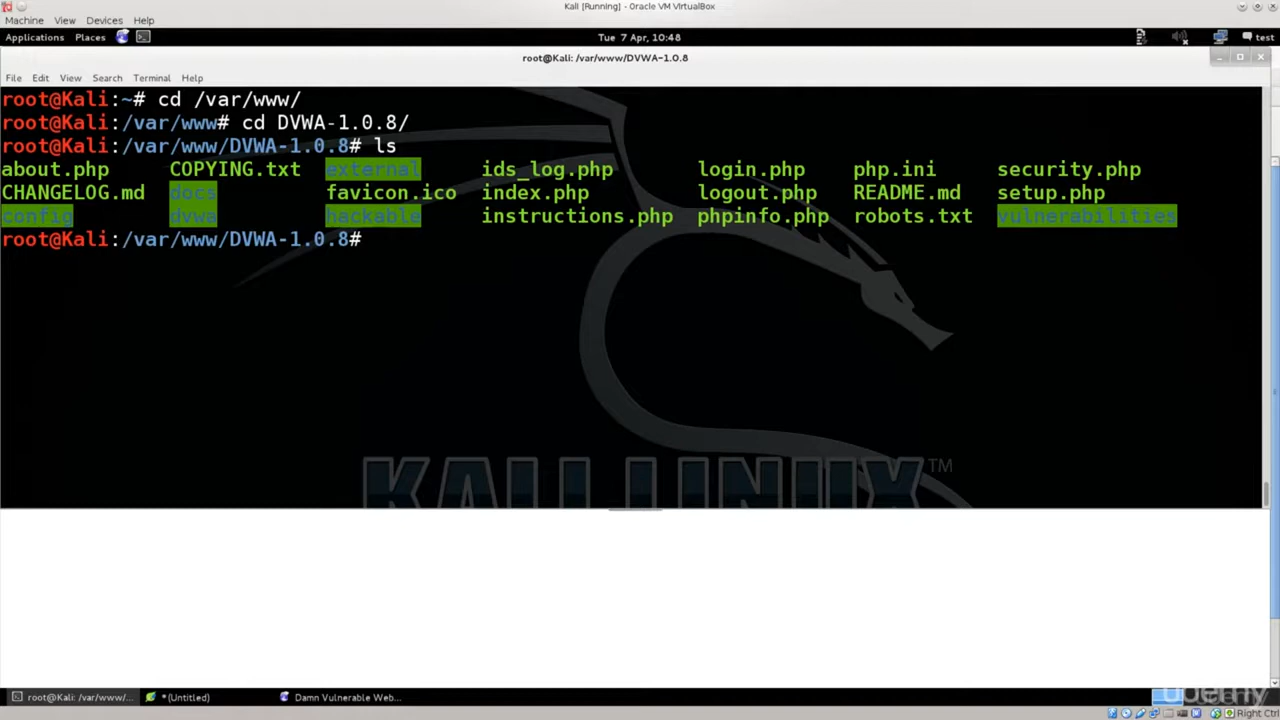 Kali [Running] - Oracle VM VirtualBox
Machine View Devices Help
Applications Places Tue 7 Apr, 10:48 test
root@Kali: /var/www/DVWA-1.0.8
File Edit View Search Terminal Help
root@Kali:~# cd /var/www/
root@Kali:/var/www# cd DVWA-1.0.8/
root@Kali:/var/www/DVWA-1.0.8# ls
about.php COPYING.txt external ids_log.php login.php php.ini security.php
CHANGELOG.md docs favicon.ico index.php logout.php README.md setup.php
config dvwa hackable instructions.php phpinfo.php robots.txt vulnerabilities
root@Kali:/var/www/DVWA-1.0.8#
KALI LINUX™
root@Kali: /var/www/... *(Untitled) Damn Vulnerable Web... udemy
Right Ctrl